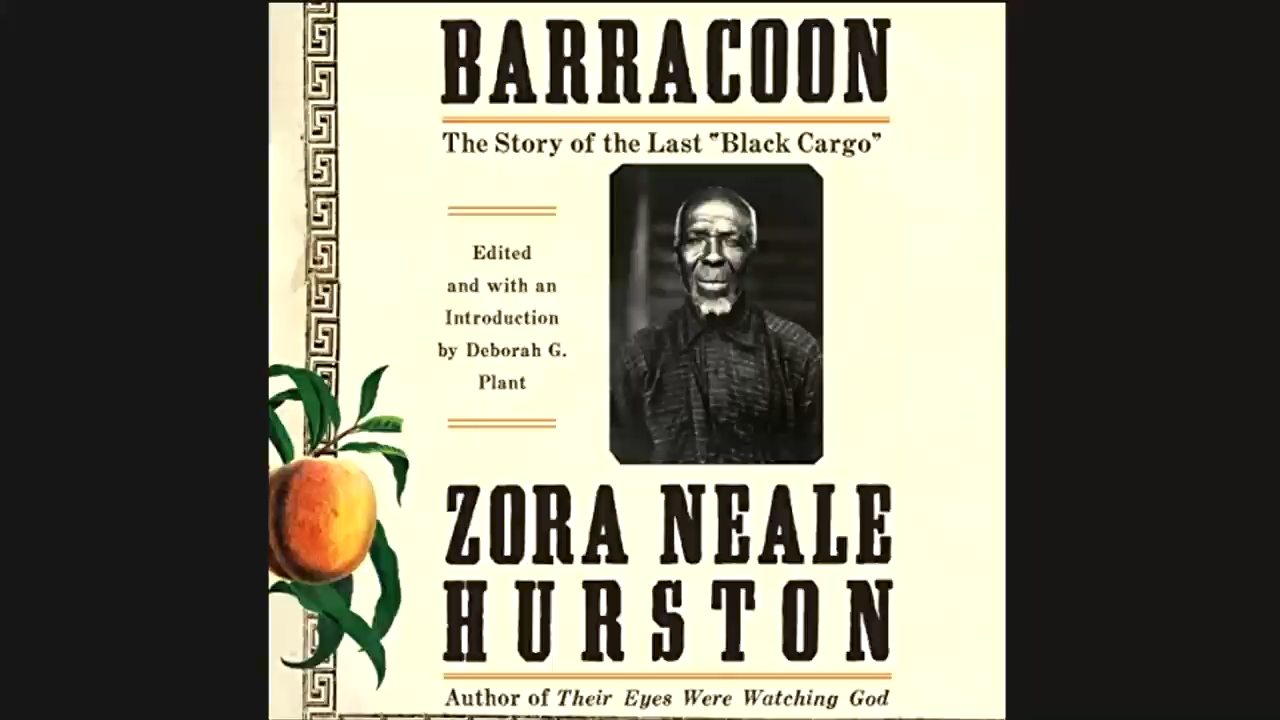 BARRACOON
The Story of the Last "Black Cargo"
Edited
and with an
Introduction
by Deborah G.
Plant
ZORA NEALE
HURSTON
Author of Their Eyes Were Watching God